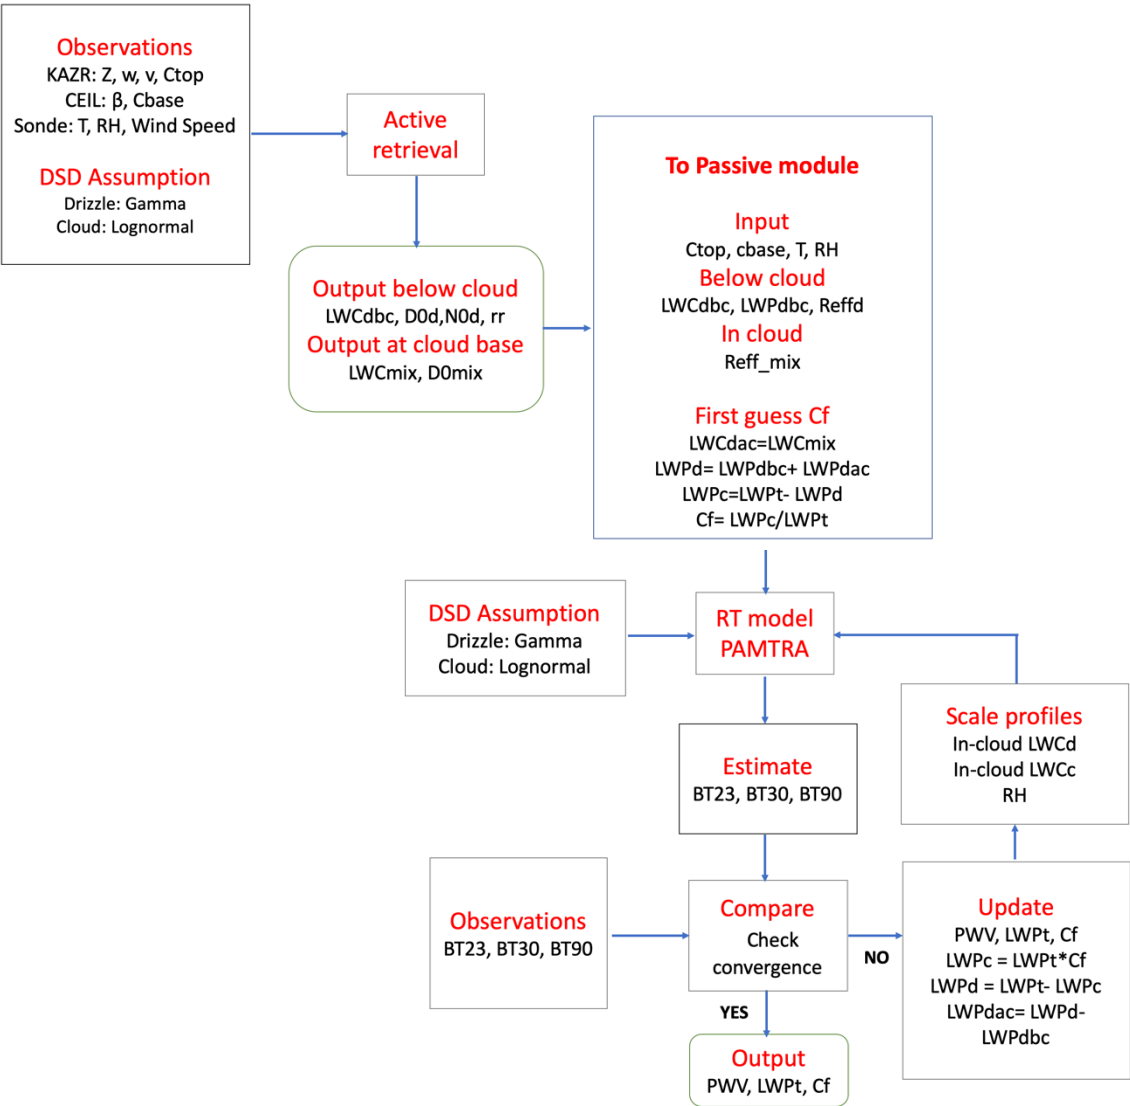 Observations
KAZR: Z, w, v, Ctop
CEIL: β, Cbase
Sonde: T, RH, Wind Speed
DSD Assumption
Drizzle: Gamma
Cloud: Lognormal
Active
retrieval
Output below cloud
LWCdbc, D0d,N0d, rr
Output at cloud base
LWCmix, D0mix
To Passive module
Input
Ctop, cbase, T, RH
Below cloud
LWCdbc, LWPdbc, Reffd
In cloud
Reff_mix
First guess Cf
LWCdac=LWCmix
LWPd= LWPdbc+ LWPdac
LWPc=LWPt- LWPd
Cf= LWPc/LWPt
DSD Assumption
Drizzle: Gamma
Cloud: Lognormal
RT model
PAMTRA
Scale profiles
In-cloud LWCd
In-cloud LWCc
RH
Estimate
BT23, BT30, BT90
Observations
BT23, BT30, BT90
Compare
Check
convergence
NO
Update
PWV, LWPt, Cf
LWPc = LWPt*Cf
LWPd = LWPt- LWPc
LWPdac= LWPd-
LWPdbc
YES
Output
PWV, LWPt, Cf